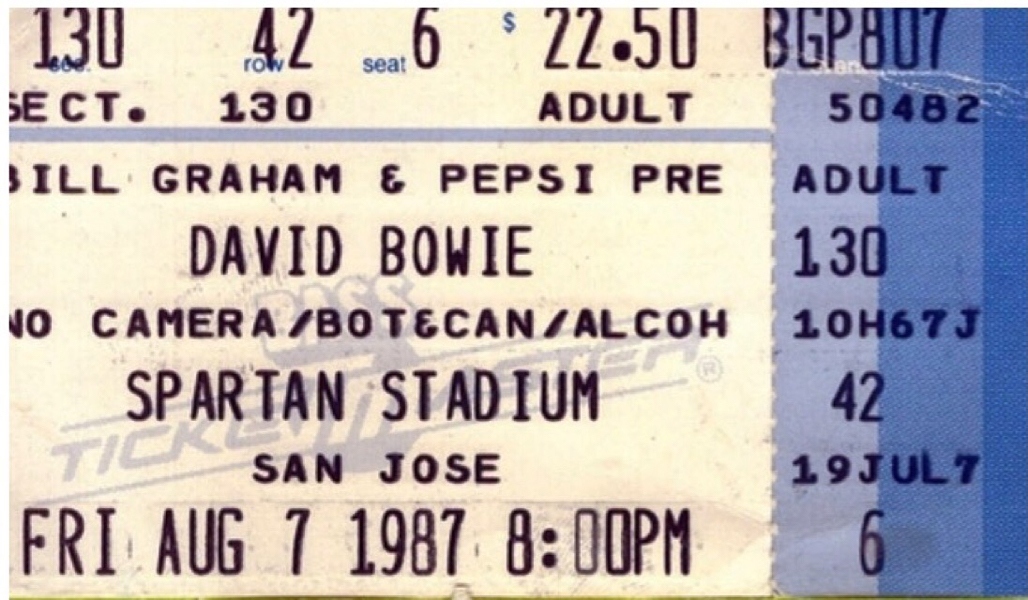 130 42 6 $ 22.50 BGP807
sec. row seat
SECT. 130 ADULT 50482
BILL GRAHAM & PEPSI PRE ADULT
DAVID BOWIE 130
BASS
NO CAMERA/BOT&CAN/ALCOH 10H67J
SPARTAN STADIUM 42
TICKETMASTER®
SAN JOSE 19JUL7
FRI AUG 7 1987 8:00PM 6